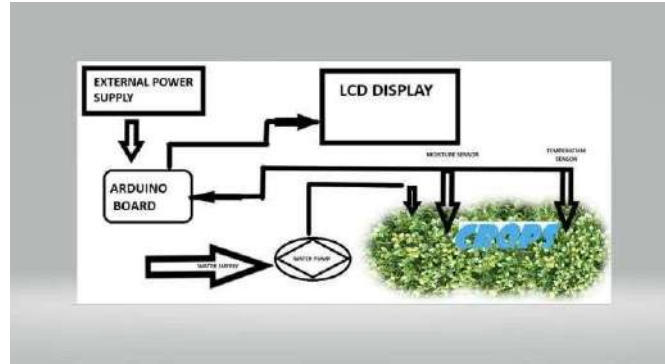 EXTERNAL POWER
SUPPLY
LCD DISPLAY
MOISTURE SENSOR
TEMPERATURE
SENSOR
ARDUINO
BOARD
CROPS
WATER SUPPLY
WATER PUMP